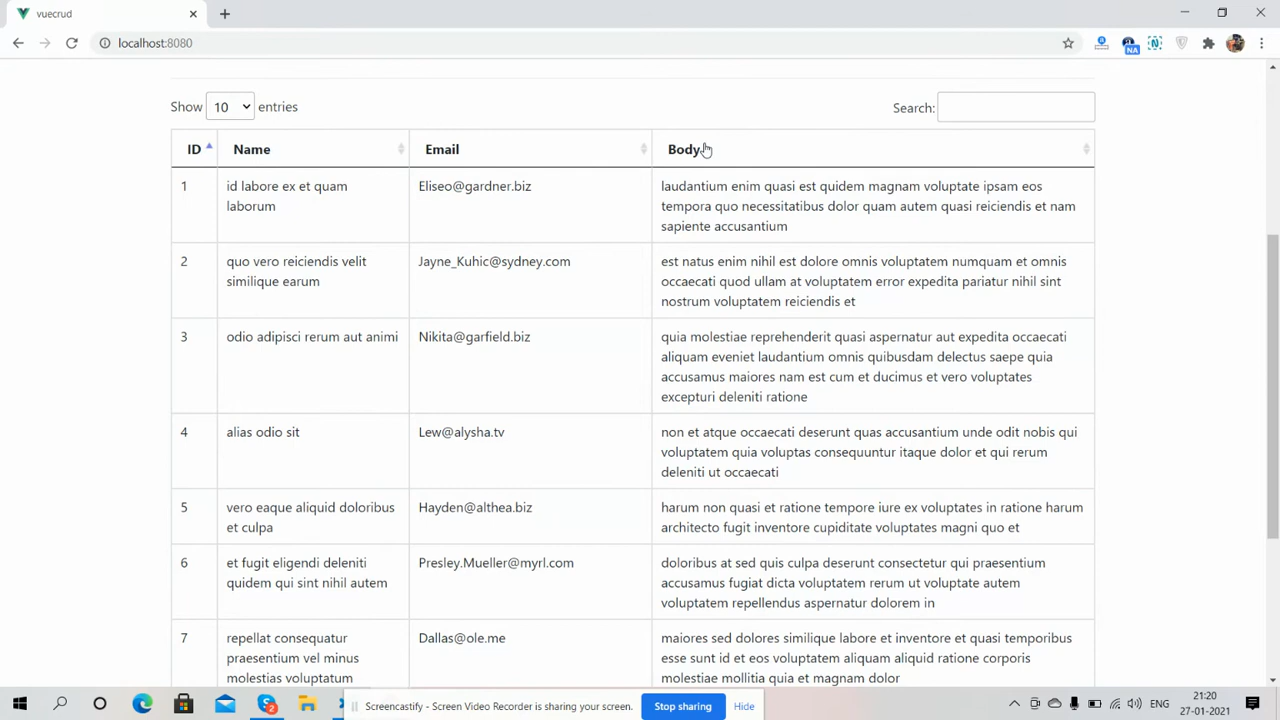 vuecrud
localhost:8080
NA
Show 10 entries
Search:
ID Name Email Body
1 id labore ex et quam laborum Eliseo@gardner.biz laudantium enim quasi est quidem magnam voluptate ipsam eos
tempora quo necessitatibus dolor quam autem quasi reiciendis et nam
sapiente accusantium
2 quo vero reiciendis velit similique earum Jayne_Kuhic@sydney.com est natus enim nihil est dolore omnis voluptatem numquam et omnis
occaecati quod ullam at voluptatem error expedita pariatur nihil sint
nostrum voluptatem reiciendis et
3 odio adipisci rerum aut animi Nikita@garfield.biz quia molestiae reprehenderit quasi aspernatur aut expedita occaecati
aliquam eveniet laudantium omnis quibusdam delectus saepe quia
accusamus maiores nam est cum et ducimus et vero voluptates
excepturi deleniti ratione
4 alias odio sit Lew@alysha.tv non et atque occaecati deserunt quas accusantium unde odit nobis qui
voluptatem quia voluptas consequuntur itaque dolor et qui rerum
deleniti ut occaecati
5 vero eaque aliquid doloribus et culpa Hayden@althea.biz harum non quasi et ratione tempore iure ex voluptates in ratione harum
architecto fugit inventore cupiditate voluptates magni quo et
6 et fugit eligendi deleniti quidem qui sint nihil autem Presley.Mueller@myrl.com doloribus at sed quis culpa deserunt consectetur qui praesentium
accusamus fugiat dicta voluptatem rerum ut voluptate autem
voluptatem repellendus aspernatur dolorem in
7 repellat consequatur praesentium vel minus molestias voluptatum Dallas@ole.me maiores sed dolores similique labore et inventore et quasi temporibus
esse sunt id et eos voluptatem aliquam aliquid ratione corporis
molestiae mollitia quia et magnam dolor
Screencastify - Screen Video Recorder is sharing your screen. Stop sharing Hide
ENG
21:20
27-01-2021